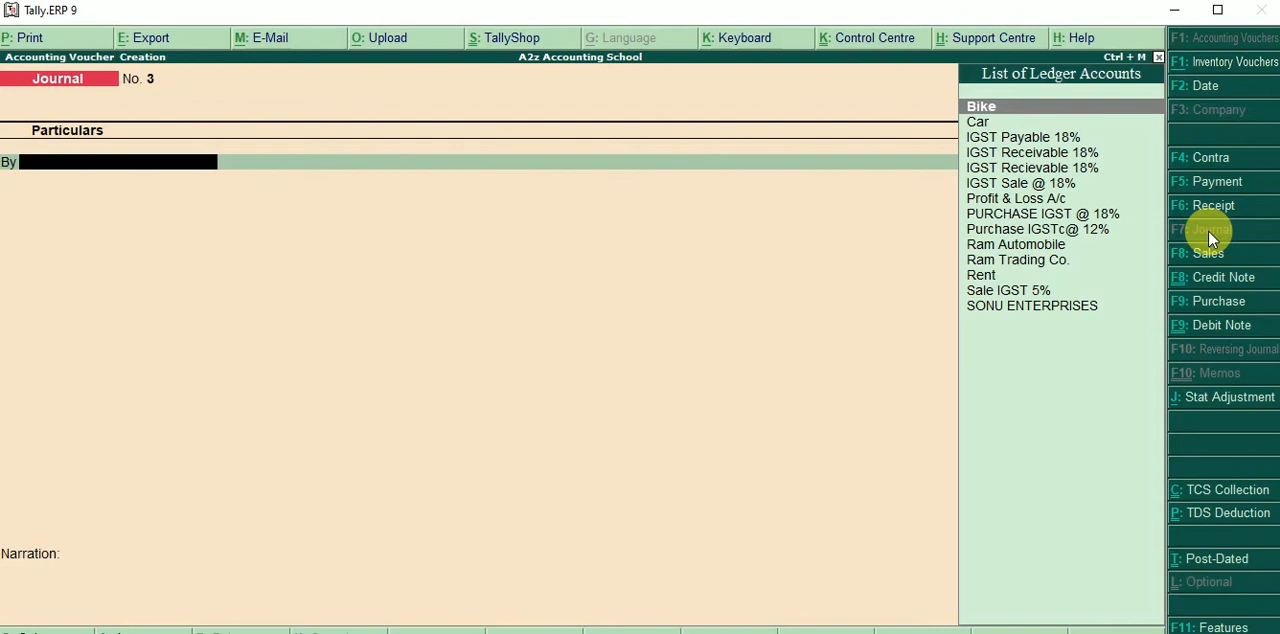 Tally.ERP 9
P: Print E: Export M: E-Mail O: Upload S: TallyShop G: Language K: Keyboard K: Control Centre H: Support Centre H: Help
Accounting Voucher Creation A2z Accounting School Ctrl + M
Journal No. 3
Particulars
By
Narration:
List of Ledger Accounts
Bike
Car
IGST Payable 18%
IGST Receivable 18%
IGST Recievable 18%
IGST Sale @ 18%
Profit & Loss A/c
PURCHASE IGST @ 18%
Purchase IGSTc@ 12%
Ram Automobile
Ram Trading Co.
Rent
Sale IGST 5%
SONU ENTERPRISES
F1: Accounting Vouchers
F1: Inventory Vouchers
F2: Date
F3: Company
F4: Contra
F5: Payment
F6: Receipt
F7: Journal
F8: Sales
F8: Credit Note
F9: Purchase
F9: Debit Note
F10: Reversing Journal
F10: Memos
J: Stat Adjustment
C: TCS Collection
P: TDS Deduction
T: Post-Dated
L: Optional
F11: Features